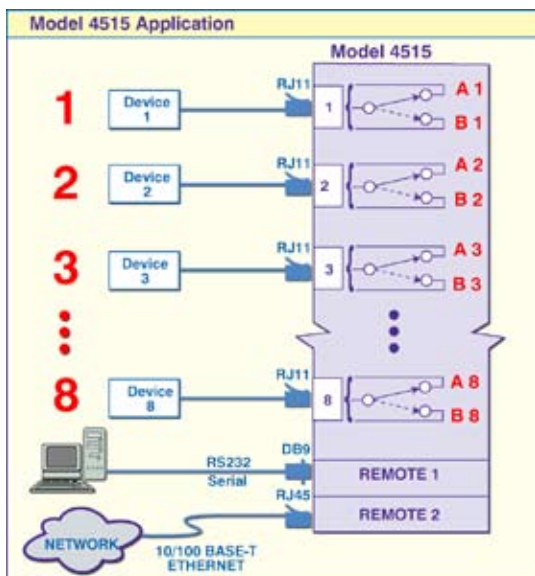 Model 4515 Application
Model 4515
1
Device
1
RJ11
1
A 1
B 1
2
Device
2
RJ11
2
A 2
B 2
3
Device
3
RJ11
3
A 3
B 3
8
Device
8
RJ11
8
A 8
B 8
RS232
Serial
DB9
REMOTE 1
NETWORK
10/100 BASE-T
ETHERNET
RJ45
REMOTE 2